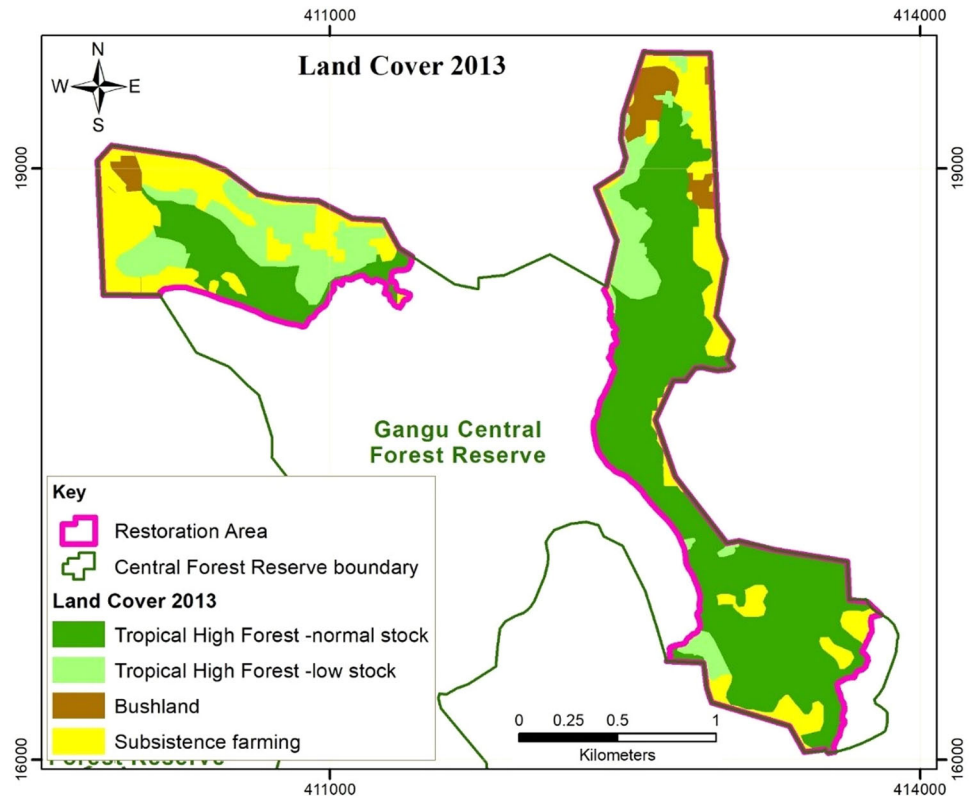 411000 414000
Land Cover 2013
N
W E
S
19000 19000
Gangu Central
Forest Reserve
Key
Restoration Area
Central Forest Reserve boundary
Land Cover 2013
Tropical High Forest -normal stock
Tropical High Forest -low stock
Bushland
Subsistence farming
Forest Reserve
0 0.25 0.5 1
Kilometers
16000 16000
411000 414000